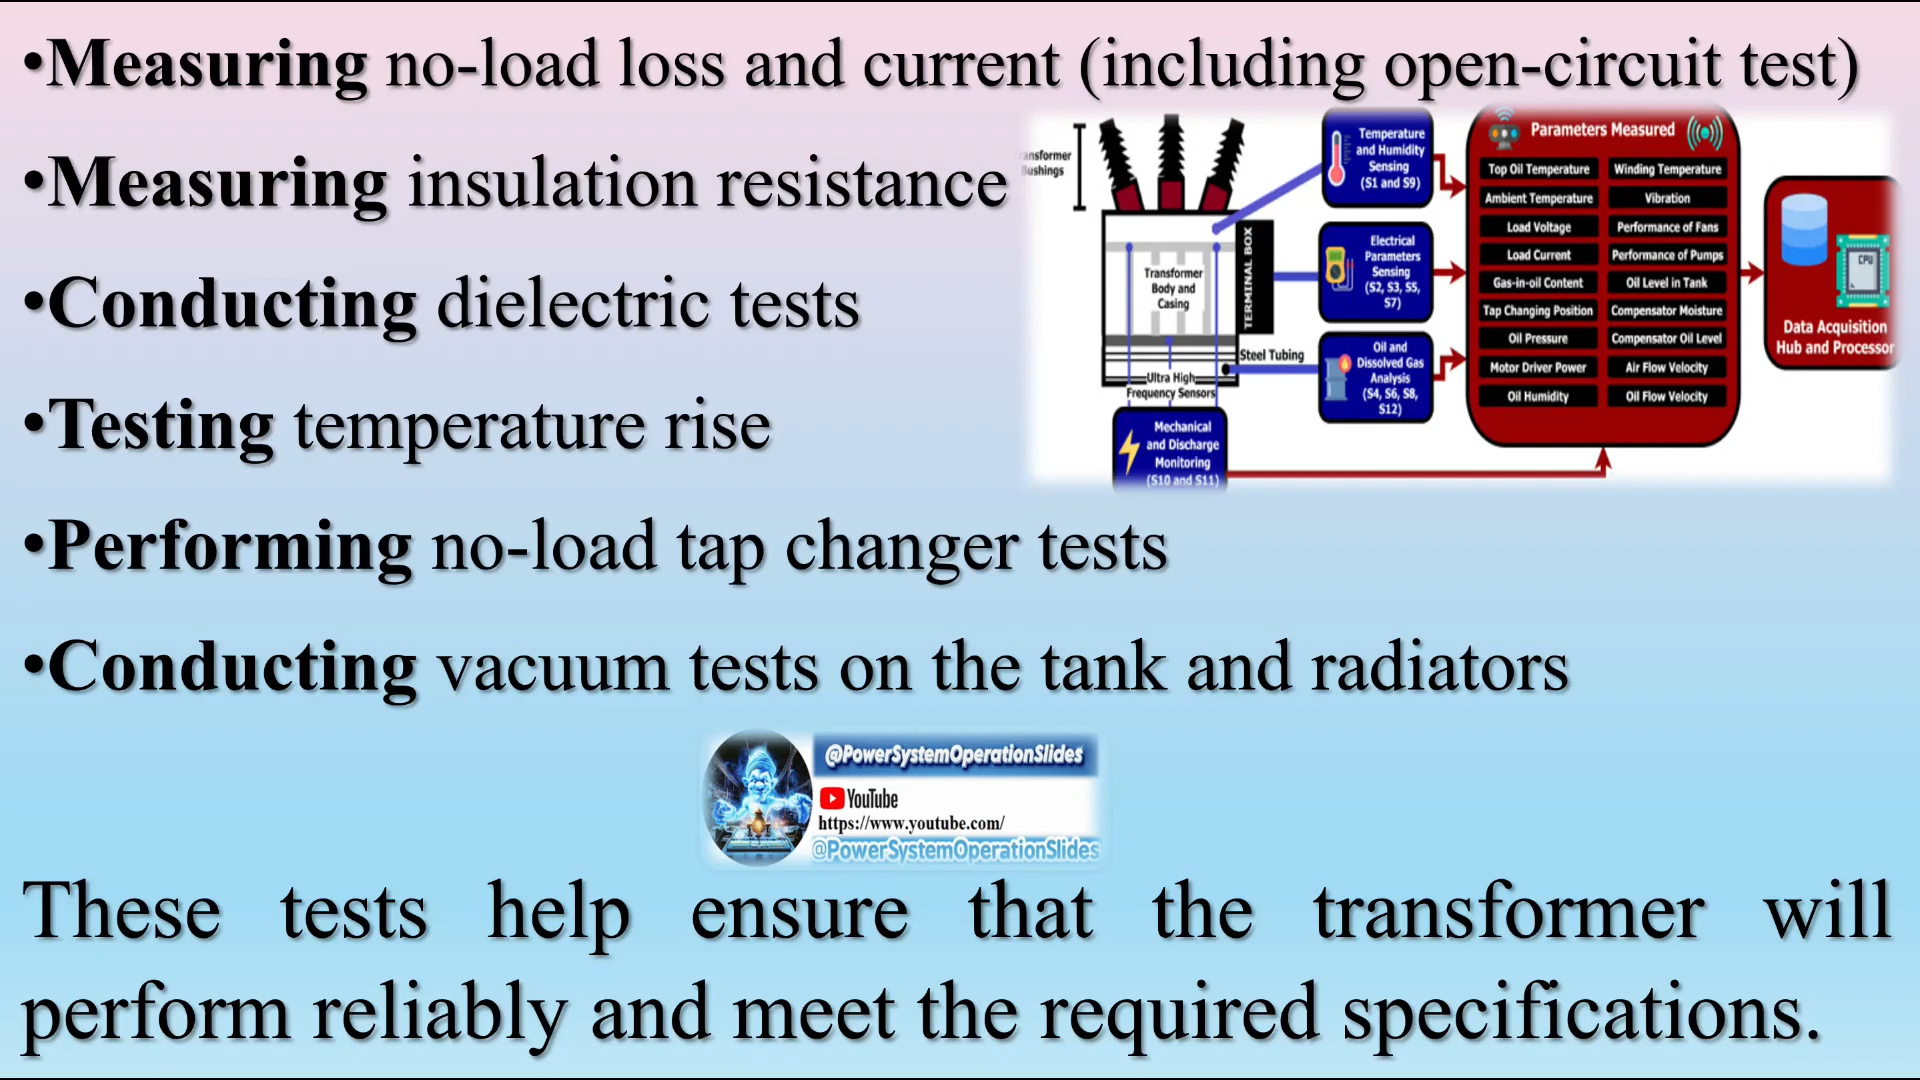 •Measuring no-load loss and current (including open-circuit test)
•Measuring insulation resistance
•Conducting dielectric tests
•Testing temperature rise
•Performing no-load tap changer tests
•Conducting vacuum tests on the tank and radiators
ansformer
ushings
Transformer
Body and
Casing
TERMINAL BOX
Steel Tubing
Ultra High
Frequency Sensors
Mechanical
and Discharge
Monitoring
(S10 and S11)
Temperature
and Humidity
Sensing
(S1 and S9)
Electrical
Parameters
Sensing
(S2, S3, S5,
S7)
Oil and
Dissolved Gas
Analysis
(S4, S6, S8,
S12)
Parameters Measured
Top Oil Temperature Winding Temperature
Ambient Temperature Vibration
Load Voltage Performance of Fans
Load Current Performance of Pumps
Gas-in-oil Content Oil Level in Tank
Tap Changing Position Compensator Moisture
Oil Pressure Compensator Oil Level
Motor Driver Power Air Flow Velocity
Oil Humidity Oil Flow Velocity
CPU
Data Acquisition
Hub and Processor
@PowerSystemOperationSlides
YouTube
https://www.youtube.com/
@PowerSystemOperationSlides
These tests help ensure that the transformer will
perform reliably and meet the required specifications.